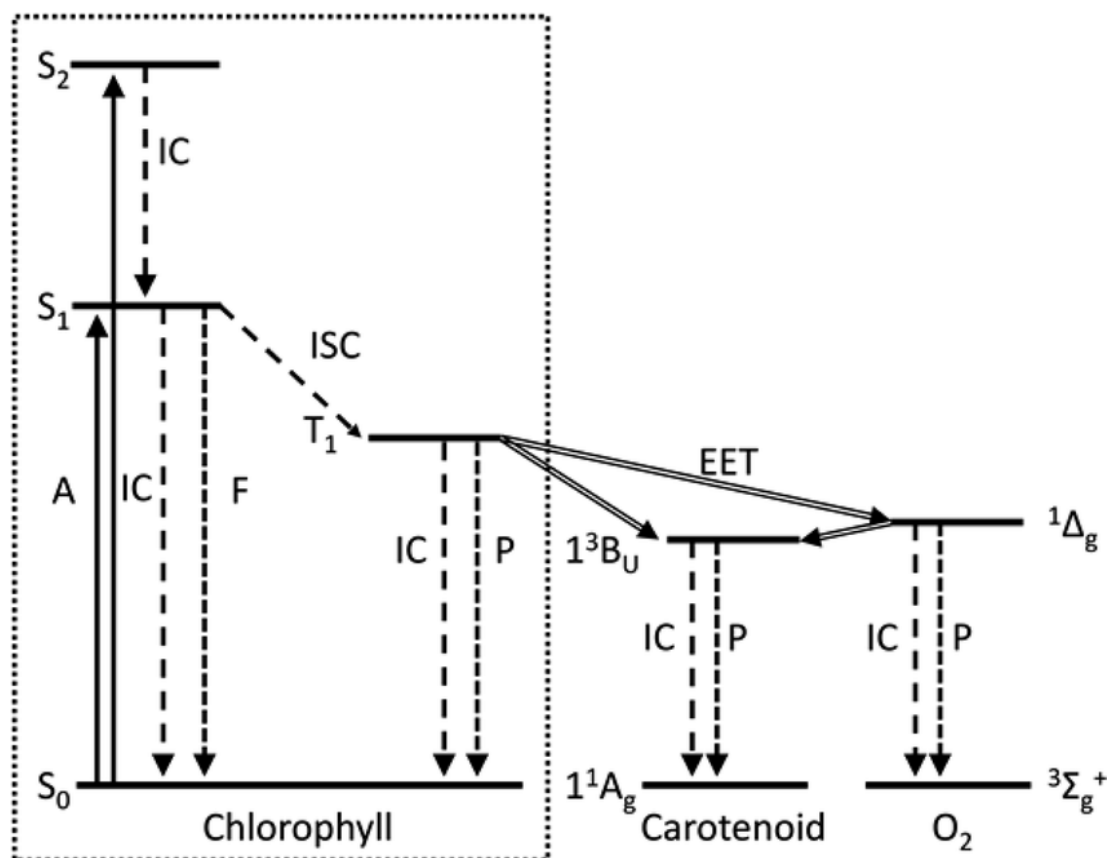 S₂
IC
S₁
ISC
T₁
EET
¹Δg
A
IC
F
IC
P
1³BU
IC
P
IC
P
S₀
1¹Ag
³Σg⁺
Chlorophyll
Carotenoid
O₂